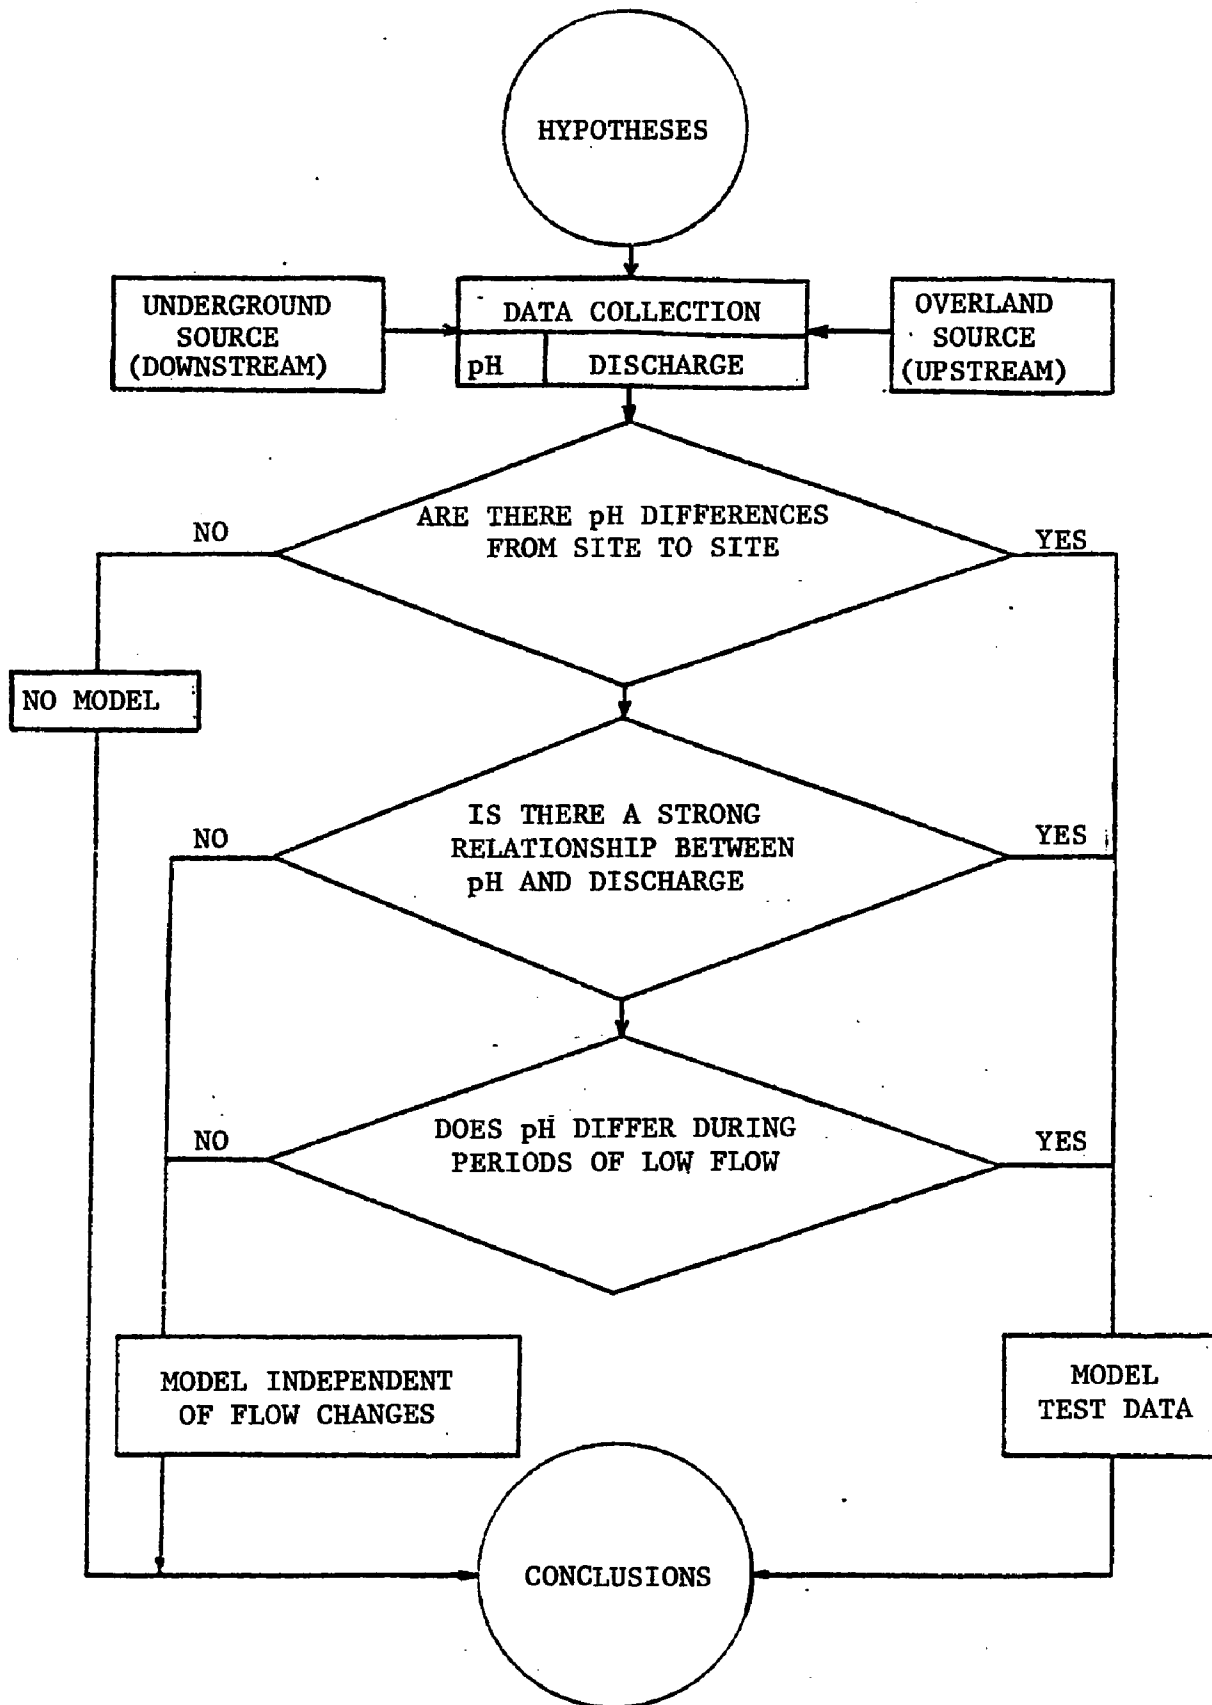 HYPOTHESES
UNDERGROUND
SOURCE
(DOWNSTREAM)
DATA COLLECTION
pH
DISCHARGE
OVERLAND
SOURCE
(UPSTREAM)
ARE THERE pH DIFFERENCES
FROM SITE TO SITE
NO
YES
NO MODEL
IS THERE A STRONG
RELATIONSHIP BETWEEN
pH AND DISCHARGE
NO
YES
DOES pH DIFFER DURING
PERIODS OF LOW FLOW
NO
YES
MODEL INDEPENDENT
OF FLOW CHANGES
MODEL
TEST DATA
CONCLUSIONS